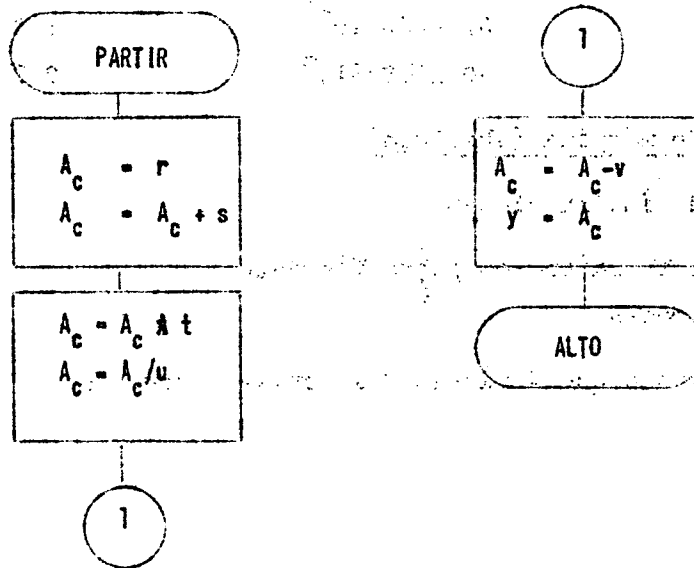 PARTIR
A_c = r
A_c = A_c + s
A_c = A_c * t
A_c = A_c/u
1
1
A_c = A_c-v
y = A_c
ALTO